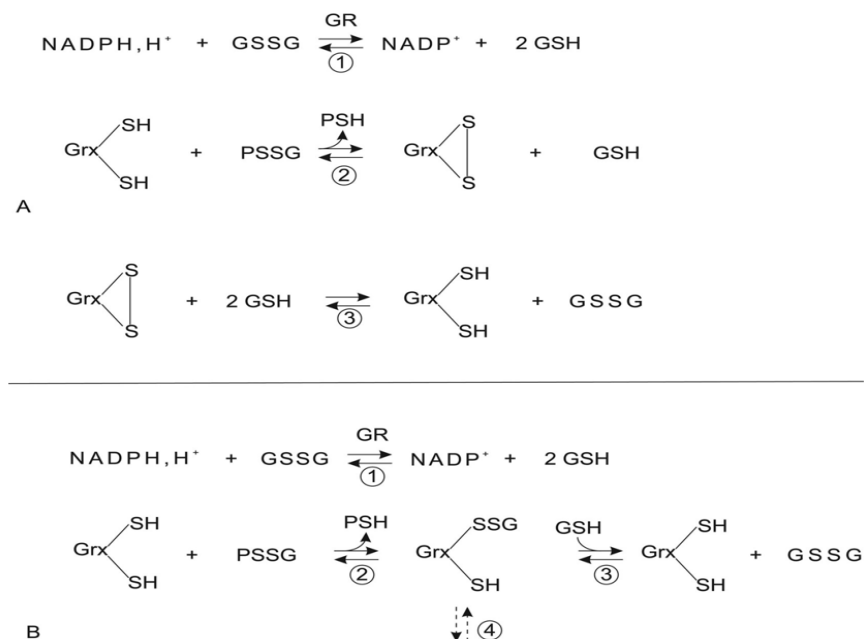 GR
NADPH,H⁺ + GSSG NADP⁺ + 2 GSH
①
SH PSH S
Grx + PSSG Grx + GSH
SH ② S
A
S SH
Grx + 2 GSH Grx + GSSG
S ③ SH
GR
NADPH,H⁺ + GSSG NADP⁺ + 2 GSH
①
SH PSH SSG GSH SH
Grx + PSSG Grx Grx + GSSG
SH ② SH ③ SH
B ④